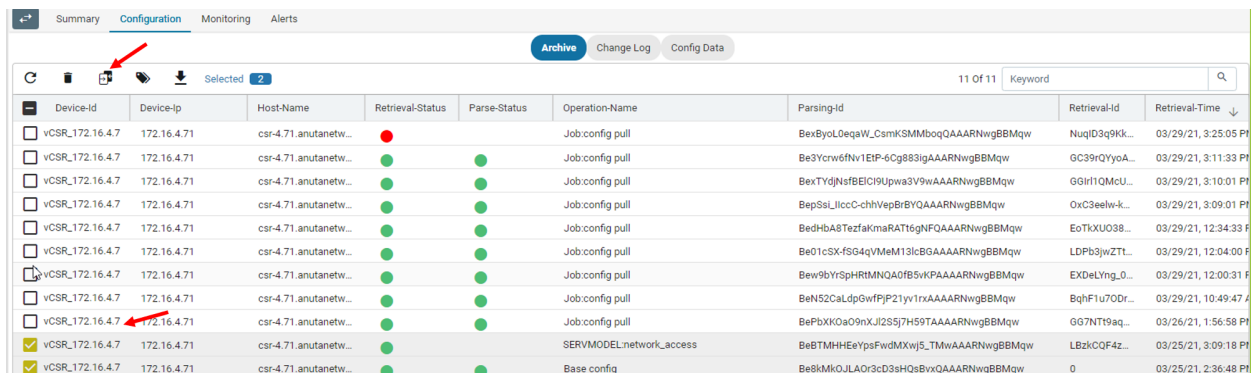 Summary Configuration Monitoring Alerts
Archive Change Log Config Data
Selected 2 11 Of 11 Keyword
Device-Id Device-Ip Host-Name Retrieval-Status Parse-Status Operation-Name Parsing-Id Retrieval-Id Retrieval-Time
vCSR_172.16.4.7 172.16.4.71 csr-4.71.anutanetw... Job:config pull BexByoL0eqaW_CsmKSMMboqQAAARNwgBBMqw NuqID3q9Kk... 03/29/21, 3:25:05 PM
vCSR_172.16.4.7 172.16.4.71 csr-4.71.anutanetw... Job:config pull Be3Ycrw6fNv1EtP-6Cg883igAAARNwgBBMqw GC39rQYyoA... 03/29/21, 3:11:33 PM
vCSR_172.16.4.7 172.16.4.71 csr-4.71.anutanetw... Job:config pull BexTYdjNsfBElCI9Upwa3V9wAAARNwgBBMqw GGIrl1QMcU... 03/29/21, 3:10:01 PM
vCSR_172.16.4.7 172.16.4.71 csr-4.71.anutanetw... Job:config pull BepSsi_IIccC-chhVepBrBYQAAARNwgBBMqw OxC3eelw-k... 03/29/21, 3:09:01 PM
vCSR_172.16.4.7 172.16.4.71 csr-4.71.anutanetw... Job:config pull BedHbA8TezfaKmaRATt6gNFQAAARNwgBBMqw EoTkXUO38... 03/29/21, 12:34:33 P
vCSR_172.16.4.7 172.16.4.71 csr-4.71.anutanetw... Job:config pull Be01cSX-fSG4qVMeM13lcBGAAAARNwgBBMqw LDPb3jwZTt... 03/29/21, 12:04:00 P
vCSR_172.16.4.7 172.16.4.71 csr-4.71.anutanetw... Job:config pull Bew9bYrSpHRtMNQA0fB5vKPAAAARNwgBBMqw EXDeLYng_0... 03/29/21, 12:00:31 P
vCSR_172.16.4.7 172.16.4.71 csr-4.71.anutanetw... Job:config pull BeN52CaLdpGwfPjP21yv1rxAAAARNwgBBMqw BqhF1u7ODr... 03/29/21, 10:49:47 A
vCSR_172.16.4.7 172.16.4.71 csr-4.71.anutanetw... Job:config pull BePbXKOaO9nXJl2S5j7H59TAAAARNwgBBMqw GG7NTt9aq... 03/26/21, 1:56:58 PM
vCSR_172.16.4.7 172.16.4.71 csr-4.71.anutanetw... SERVMODEL:network_access BeBTMHHEeYpsFwdMXwj5_TMwAAARNwgBBMqw LBzkCQF4z... 03/25/21, 3:09:18 PM
vCSR_172.16.4.7 172.16.4.71 csr-4.71.anutanetw... Base config Be8kMkOJLAOr3cD3sHQsBvxQAAARNwgBBMqw 0 03/25/21, 2:36:48 PM